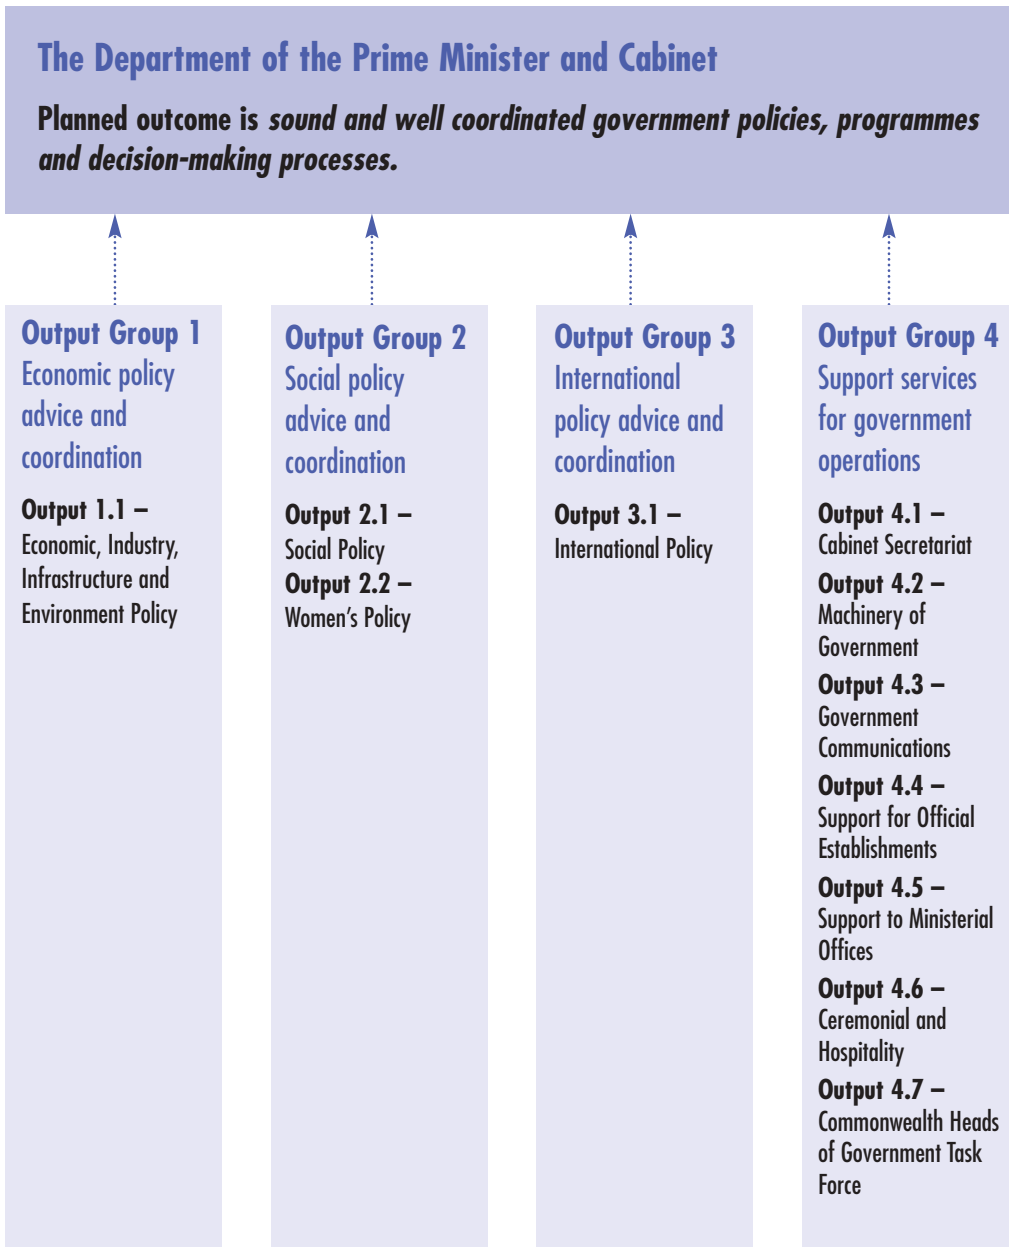 The Department of the Prime Minister and Cabinet
Planned outcome is sound and well coordinated government policies, programmes
and decision-making processes.
Output Group 1
Economic policy
advice and
coordination
Output 1.1 –
Economic, Industry,
Infrastructure and
Environment Policy
Output Group 2
Social policy
advice and
coordination
Output 2.1 –
Social Policy
Output 2.2 –
Women's Policy
Output Group 3
International
policy advice and
coordination
Output 3.1 –
International Policy
Output Group 4
Support services
for government
operations
Output 4.1 –
Cabinet Secretariat
Output 4.2 –
Machinery of
Government
Output 4.3 –
Government
Communications
Output 4.4 –
Support for Official
Establishments
Output 4.5 –
Support to Ministerial
Offices
Output 4.6 –
Ceremonial and
Hospitality
Output 4.7 –
Commonwealth Heads
of Government Task
Force